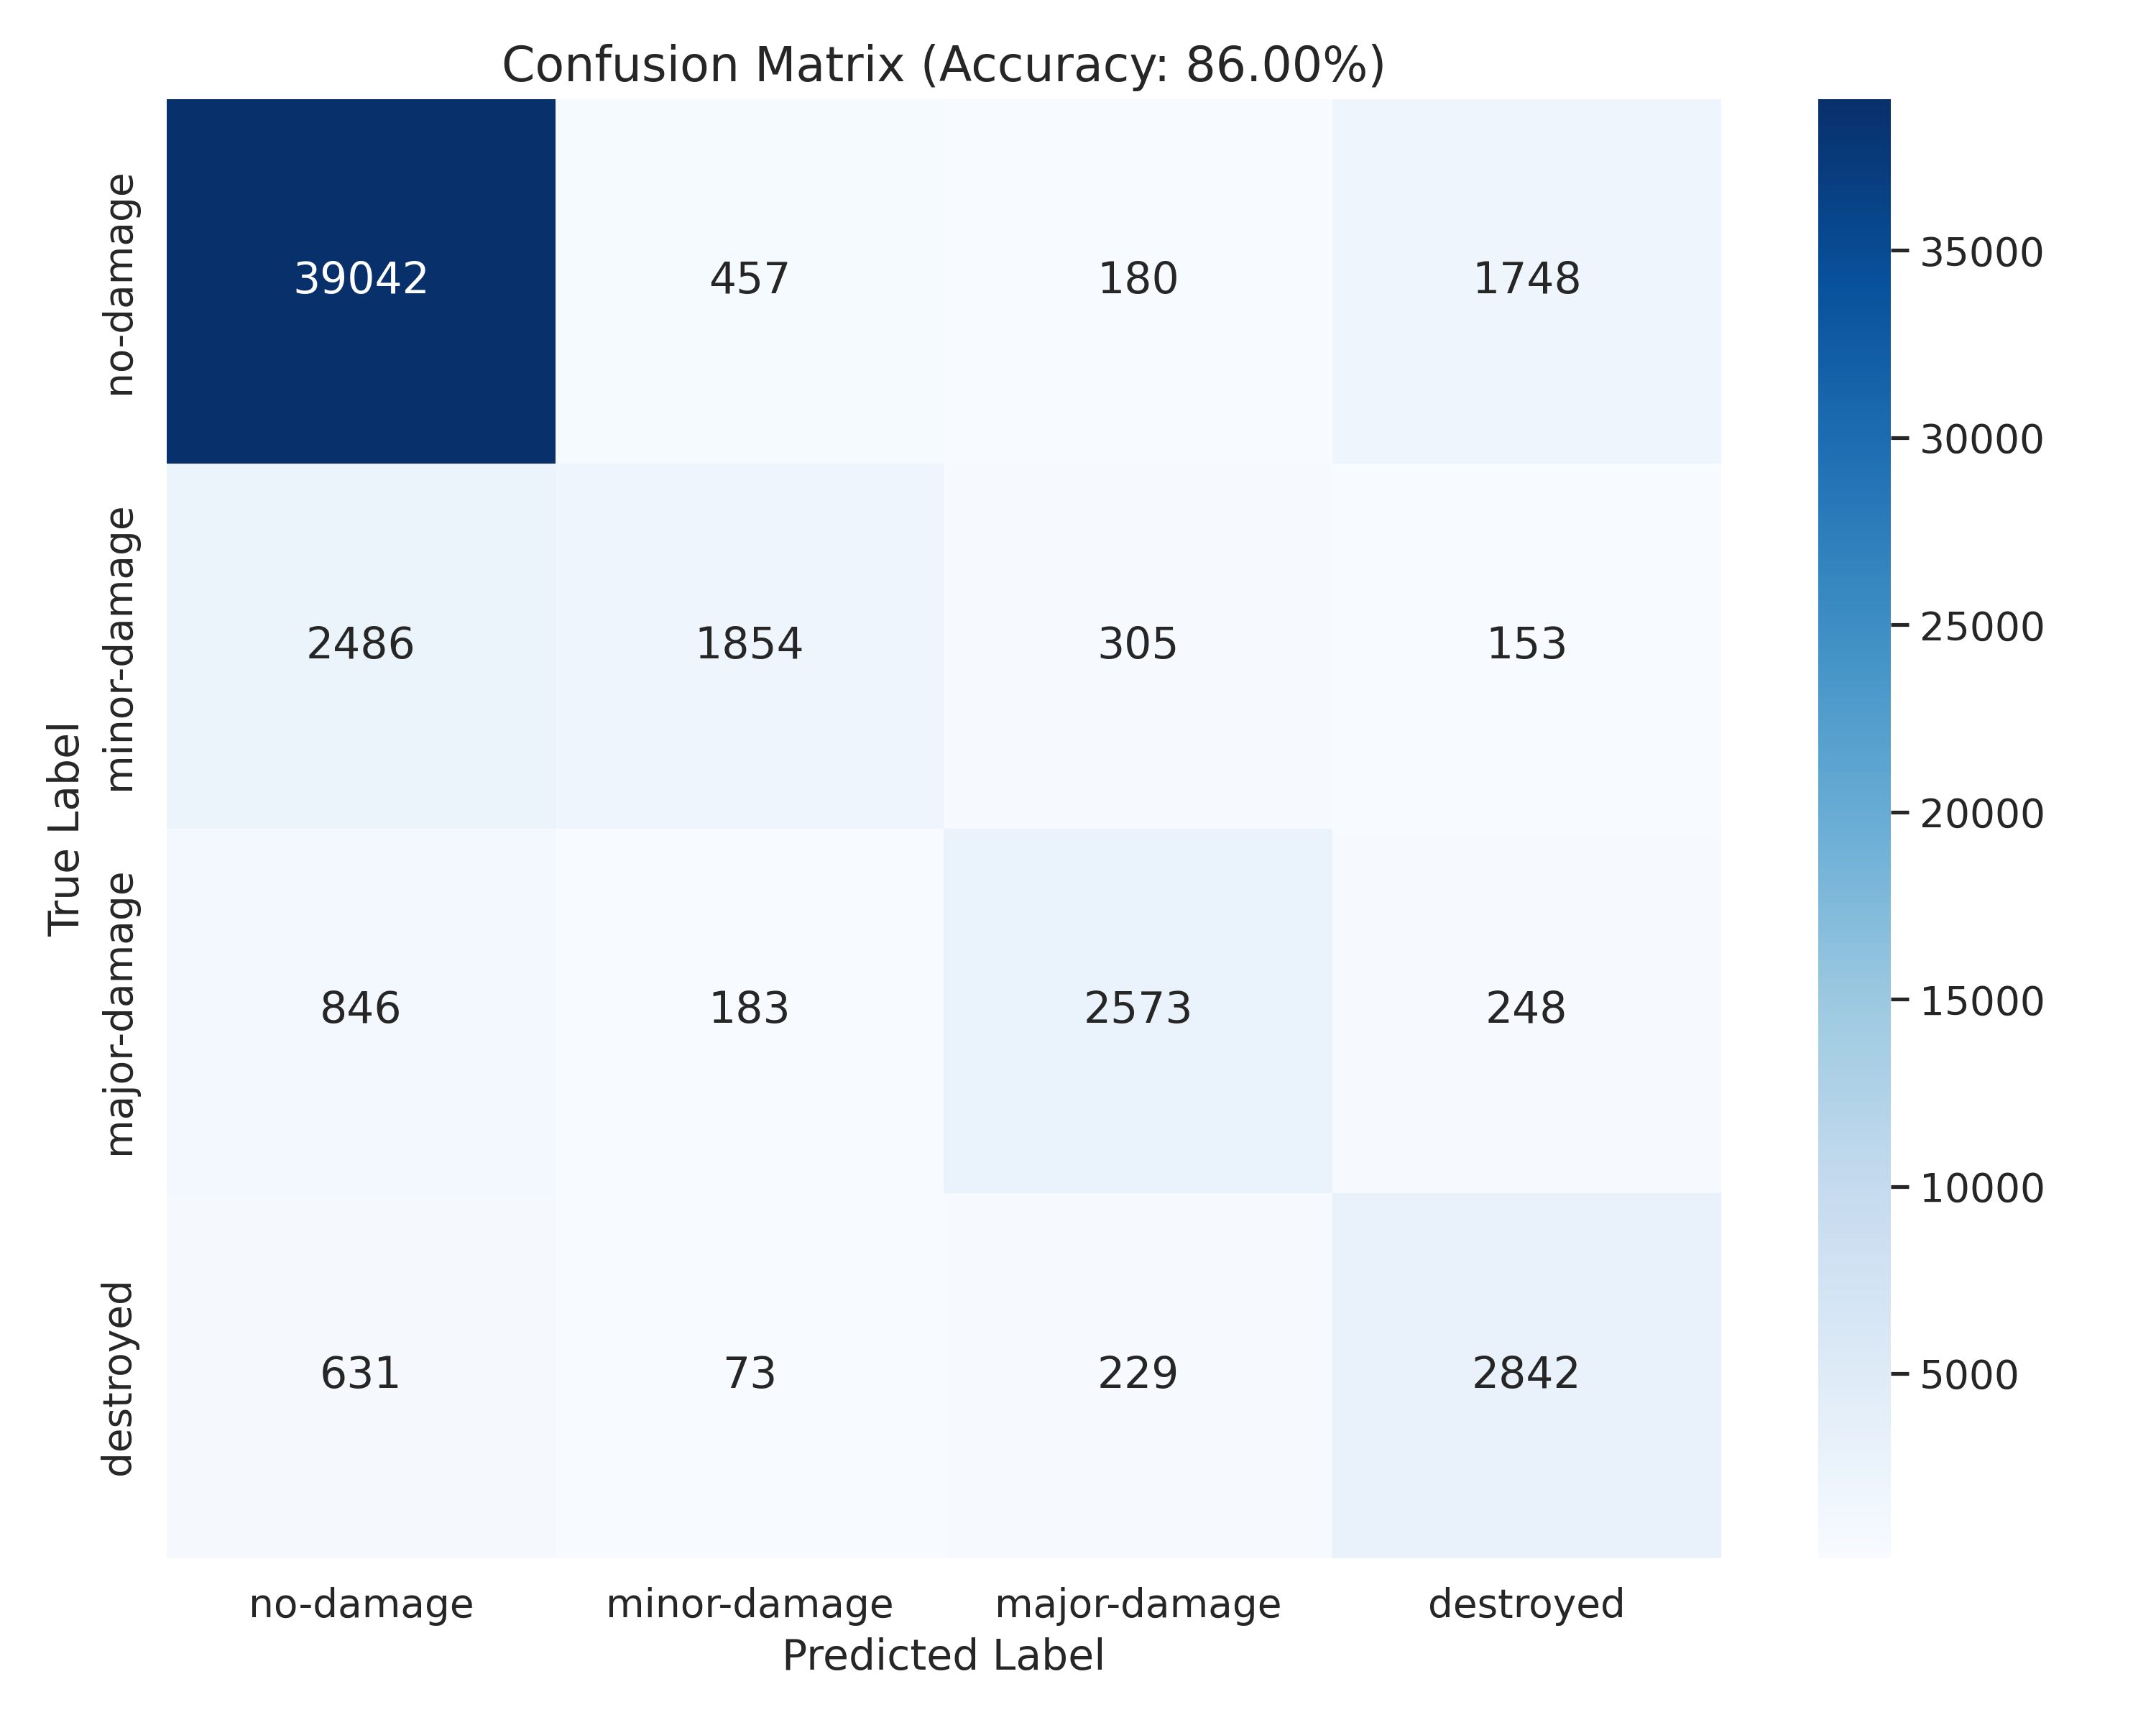 Confusion Matrix (Accuracy: 86.00%)
True Label
no-damage
39042 457 180 1748
minor-damage
2486 1854 305 153
major-damage
846 183 2573 248
destroyed
631 73 229 2842
no-damage minor-damage major-damage destroyed
Predicted Label
35000
30000
25000
20000
15000
10000
5000